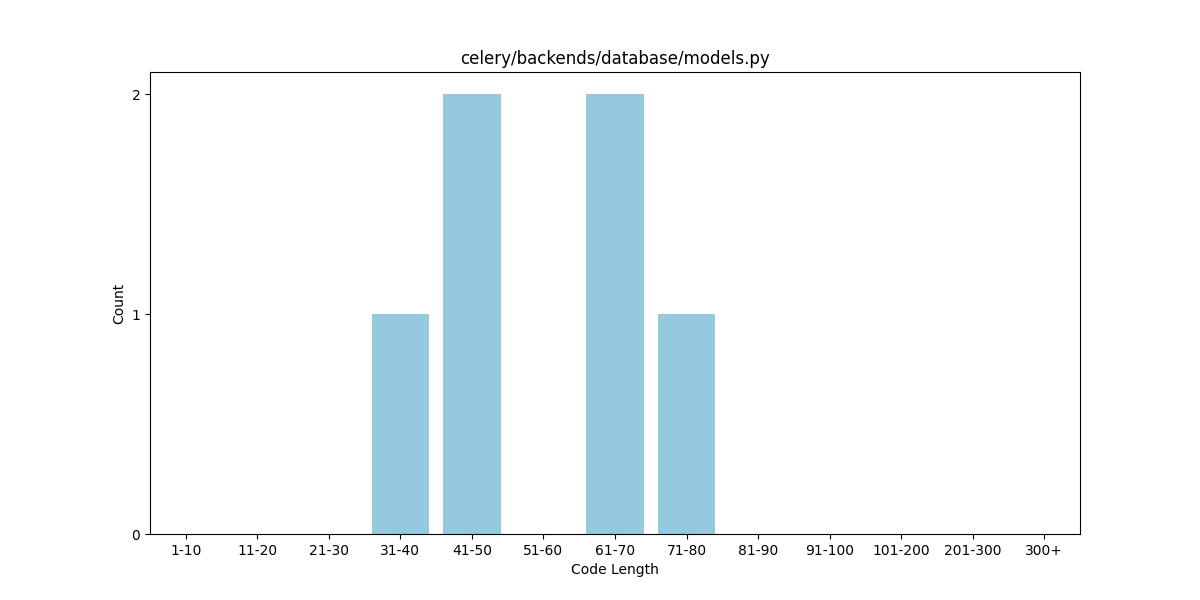 celery/backends/database/models.py
Count
2
1
0
1-10 11-20 21-30 31-40 41-50 51-60 61-70 71-80 81-90 91-100 101-200 201-300 300+
Code Length